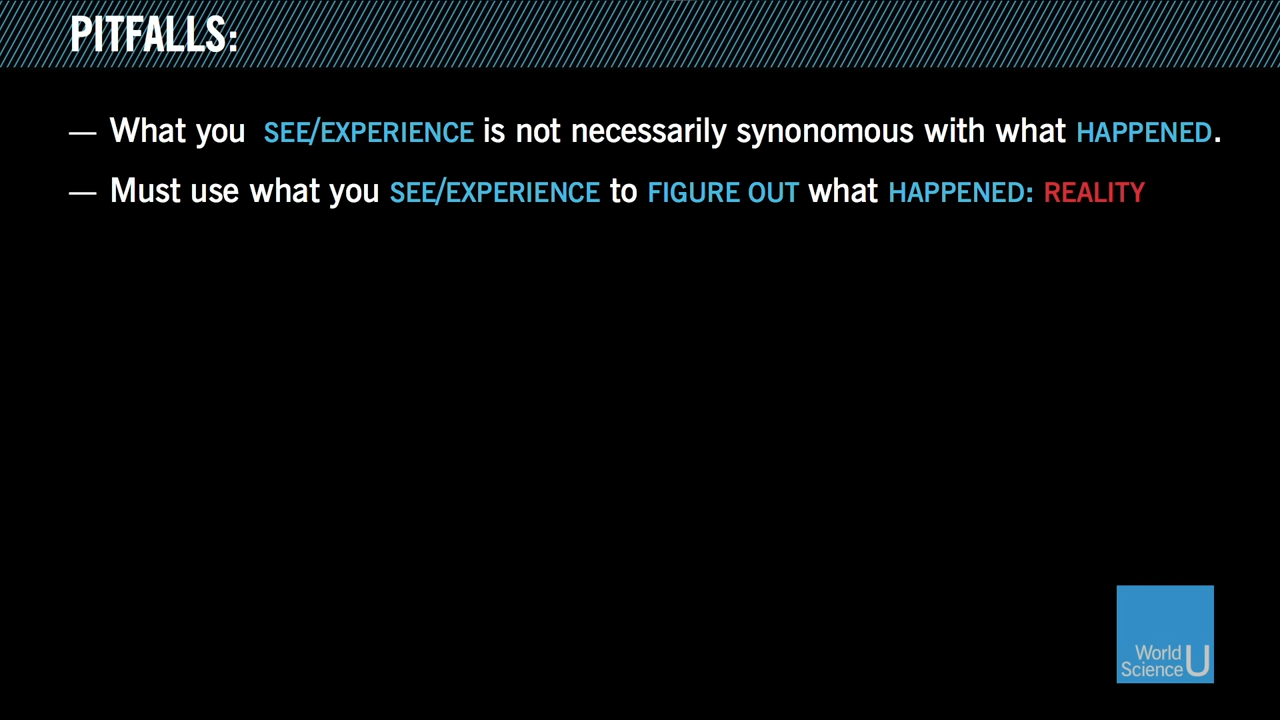 PITFALLS:
— What you SEE/EXPERIENCE is not necessarily synonomous with what HAPPENED.
— Must use what you SEE/EXPERIENCE to FIGURE OUT what HAPPENED: REALITY
World
Science U